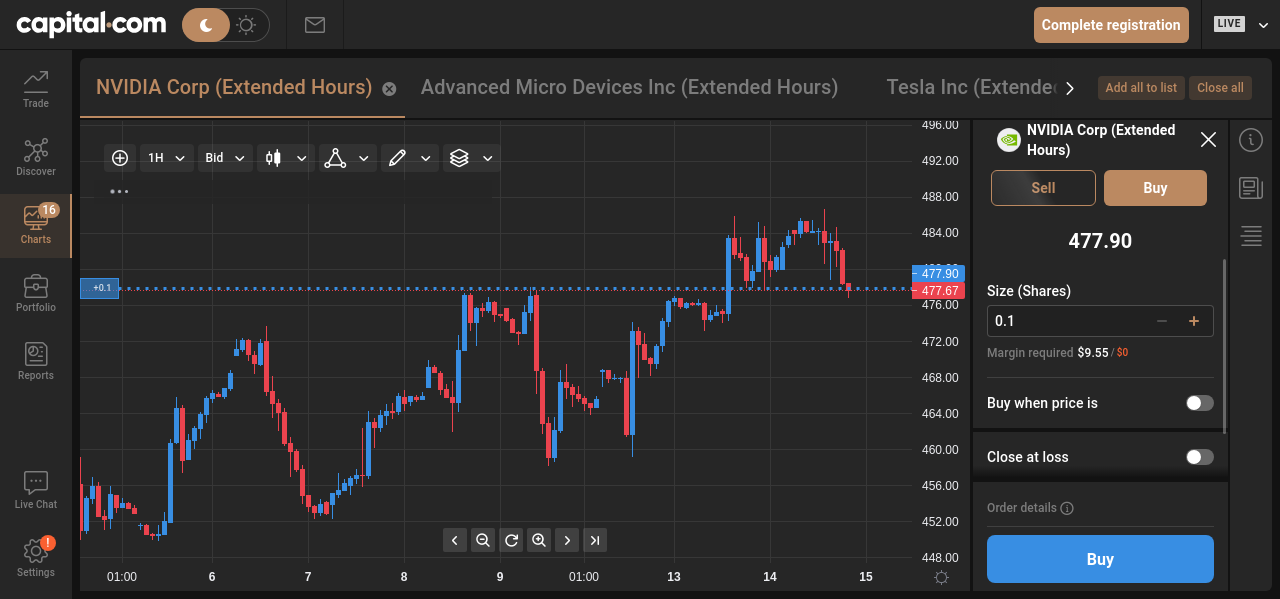 capital.com
Complete registration
LIVE
NVIDIA Corp (Extended Hours)
Advanced Micro Devices Inc (Extended Hours)
Tesla Inc (Extende
Add all to list
Close all
Trade
Discover
16
Charts
Portfolio
Reports
Live Chat
!
Settings
1H
Bid
•••
+0.1
496.00
492.00
488.00
484.00
477.90
477.67
476.00
472.00
468.00
464.00
460.00
456.00
452.00
448.00
01:00
6
7
8
9
01:00
13
14
15
NVIDIA Corp (Extended
Hours)
Sell
Buy
477.90
Size (Shares)
0.1
Margin required $9.55 / $0
Buy when price is
Close at loss
Order details
Buy